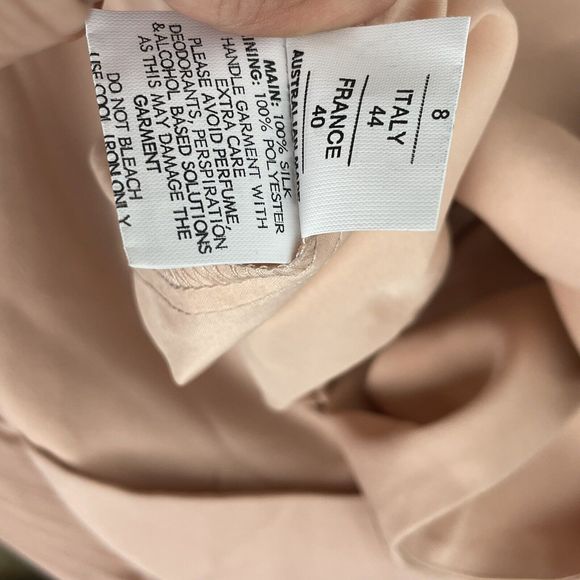 8
ITALY
44
FRANCE
40
AUSTRALIAN
MAIN: 100% SILK
LINING: 100% POLYESTER
HANDLE GARMENT WITH
EXTRA CARE
PLEASE AVOID PERFUME,
DEODORANTS, PERSPIRATION
& ALCOHOL BASED SOLUTIONS
AS THIS MAY DAMAGE THE
GARMENT
DO NOT BLEACH
USE COOL IRON ONLY